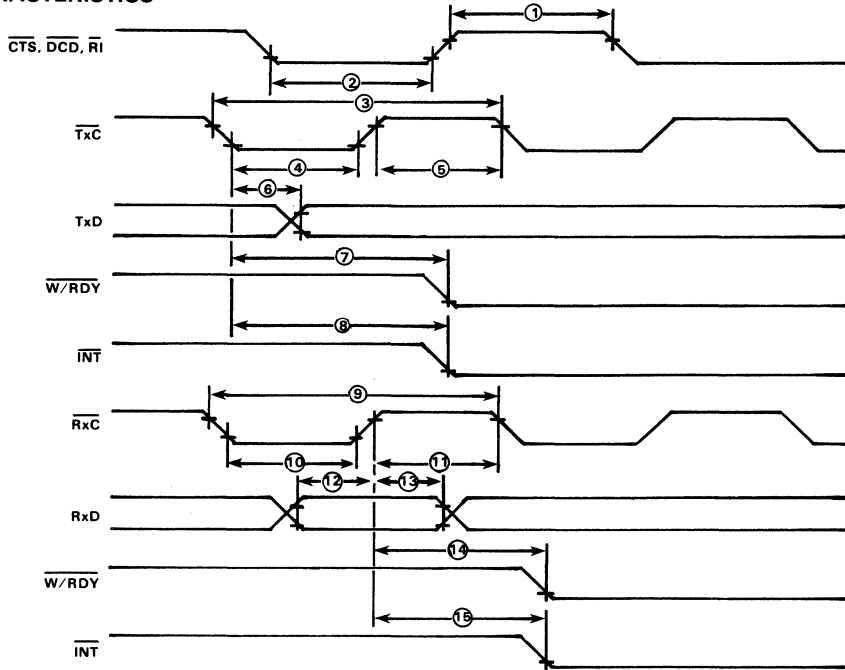 ACTERISTICS
①
CTS, DCD, RI
②
③
TxC
④ ⑤
⑥
TxD
⑦
W/RDY
⑧
INT
⑨
RxC
⑩ ⑪
⑫ ⑬
RxD
⑭
W/RDY
⑮
INT